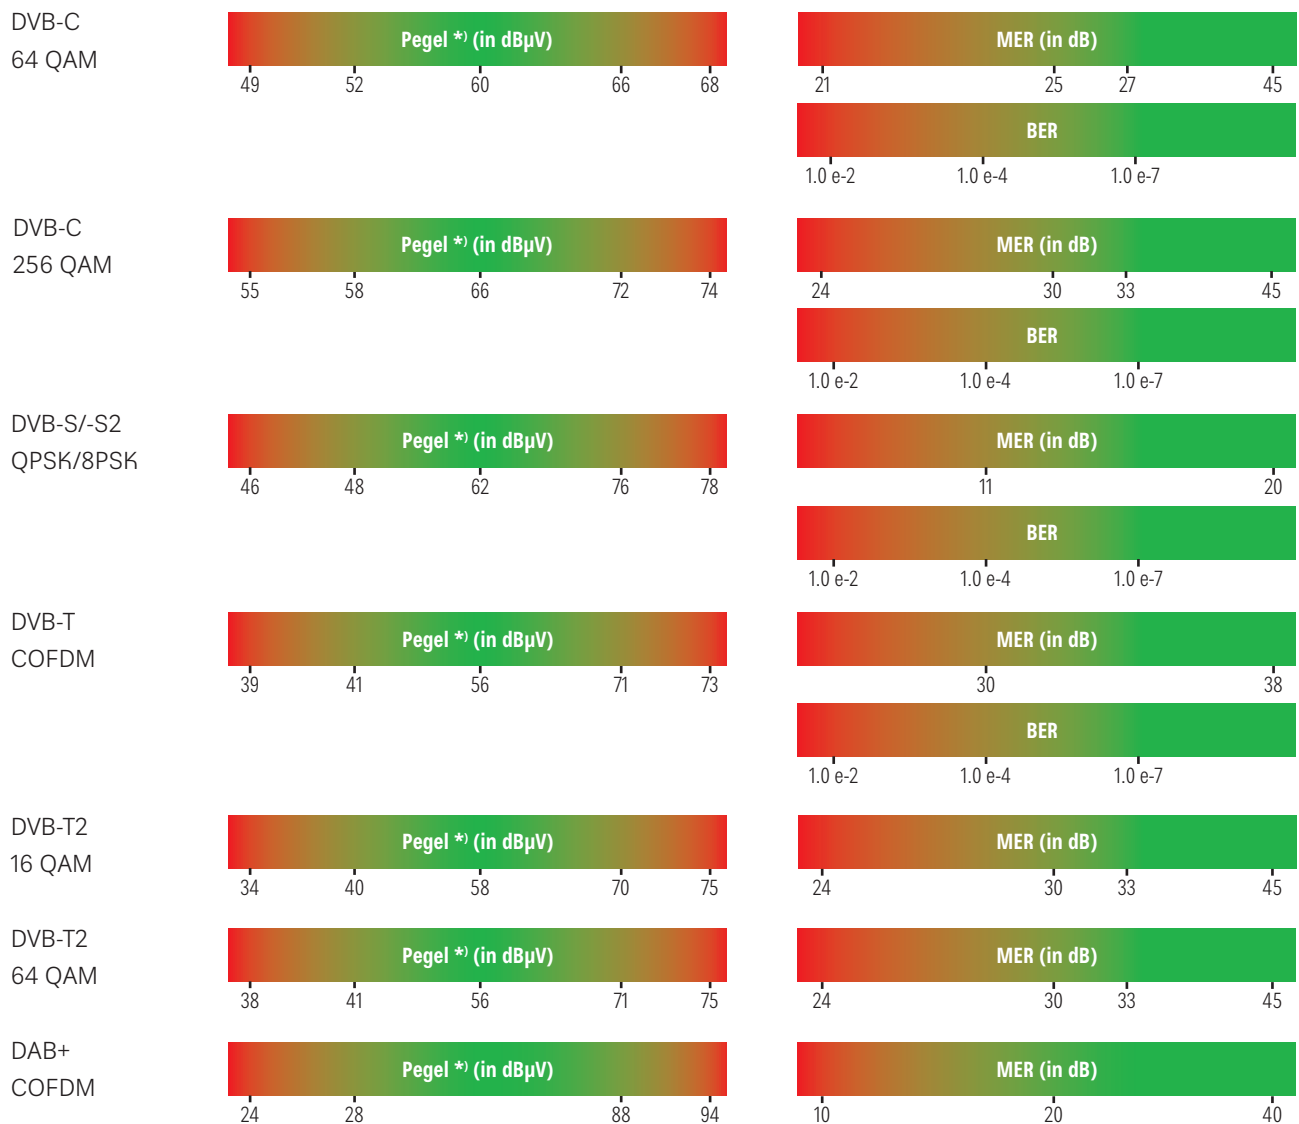 DVB-C
64 QAM
Pegel *) (in dBµV)
49 52 60 66 68
MER (in dB)
21 25 27 45
BER
1.0 e-2 1.0 e-4 1.0 e-7
DVB-C
256 QAM
Pegel *) (in dBµV)
55 58 66 72 74
MER (in dB)
24 30 33 45
BER
1.0 e-2 1.0 e-4 1.0 e-7
DVB-S/-S2
QPSK/8PSK
Pegel *) (in dBµV)
46 48 62 76 78
MER (in dB)
11 20
BER
1.0 e-2 1.0 e-4 1.0 e-7
DVB-T
COFDM
Pegel *) (in dBµV)
39 41 56 71 73
MER (in dB)
30 38
BER
1.0 e-2 1.0 e-4 1.0 e-7
DVB-T2
16 QAM
Pegel *) (in dBµV)
34 40 58 70 75
MER (in dB)
24 30 33 45
DVB-T2
64 QAM
Pegel *) (in dBµV)
38 41 56 71 75
MER (in dB)
24 30 33 45
DAB+
COFDM
Pegel *) (in dBµV)
24 28 88 94
MER (in dB)
10 20 40